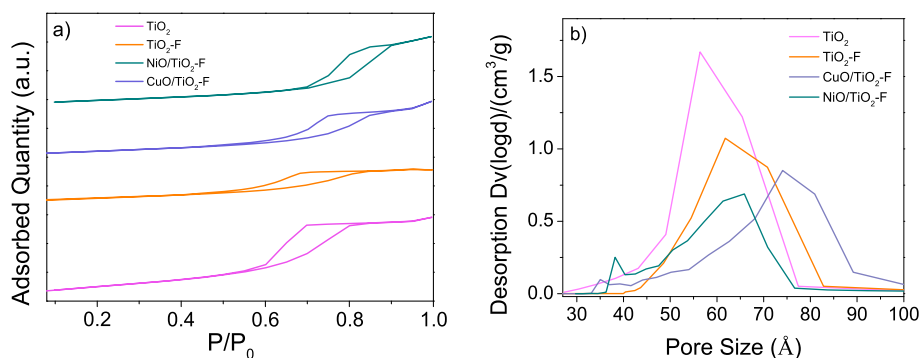 a)
TiO₂
TiO₂-F
NiO/TiO₂-F
CuO/TiO₂-F
Adsorbed Quantity (a.u.)
0.2 0.4 0.6 0.8 1.0
P/P₀
b)
TiO₂
TiO₂-F
CuO/TiO₂-F
NiO/TiO₂-F
Desorption Dv(logd)/(cm³/g)
1.5
1.0
0.5
0.0
30 40 50 60 70 80 90 100
Pore Size (Å)